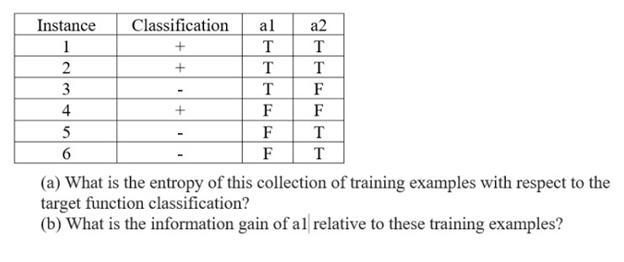 Instance Classification a1 a2
1 + T T
2 + T T
3 - T F
4 + F F
5 - F T
6 - F T
(a) What is the entropy of this collection of training examples with respect to the
target function classification?
(b) What is the information gain of a1 relative to these training examples?